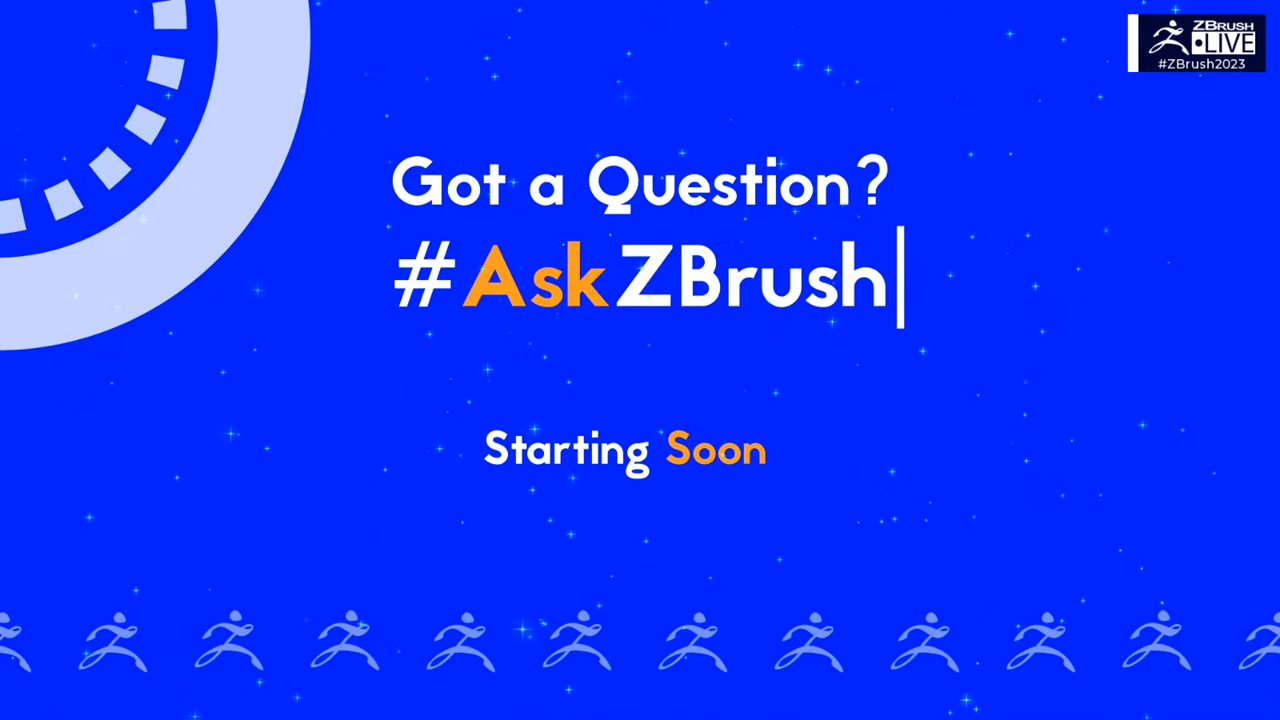 ZBRUSH
LIVE
#ZBrush2023
Got a Question?
#AskZBrush
Starting Soon